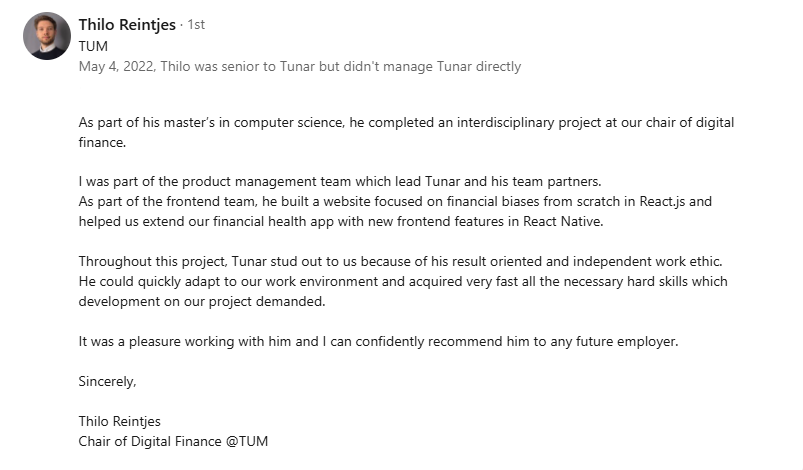 Thilo Reintjes · 1st
TUM
May 4, 2022, Thilo was senior to Tunar but didn't manage Tunar directly
As part of his master's in computer science, he completed an interdisciplinary project at our chair of digital
finance.
I was part of the product management team which lead Tunar and his team partners.
As part of the frontend team, he built a website focused on financial biases from scratch in React.js and
helped us extend our financial health app with new frontend features in React Native.
Throughout this project, Tunar stud out to us because of his result oriented and independent work ethic.
He could quickly adapt to our work environment and acquired very fast all the necessary hard skills which
development on our project demanded.
It was a pleasure working with him and I can confidently recommend him to any future employer.
Sincerely,
Thilo Reintjes
Chair of Digital Finance @TUM